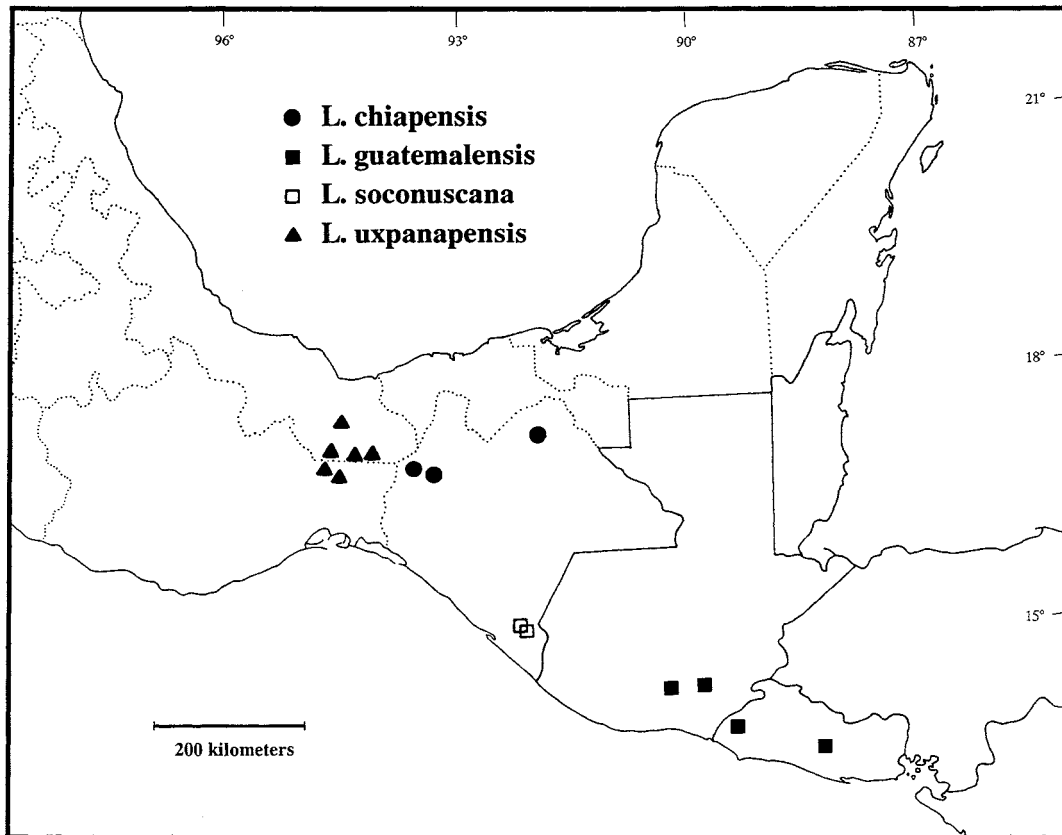 96° 93° 90° 87°
21°
L. chiapensis
L. guatemalensis
L. soconuscana
L. uxpanapensis
18°
15°
200 kilometers